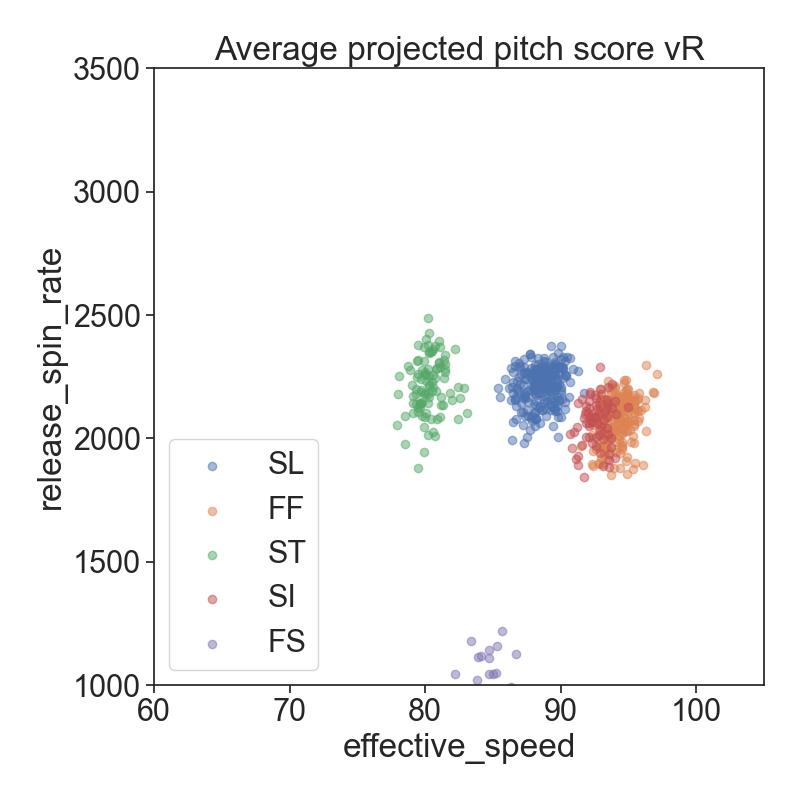 Average projected pitch score vR
3500
3000
2500
2000
1500
1000
release_spin_rate
SL
FF
ST
SI
FS
60 70 80 90 100
effective_speed